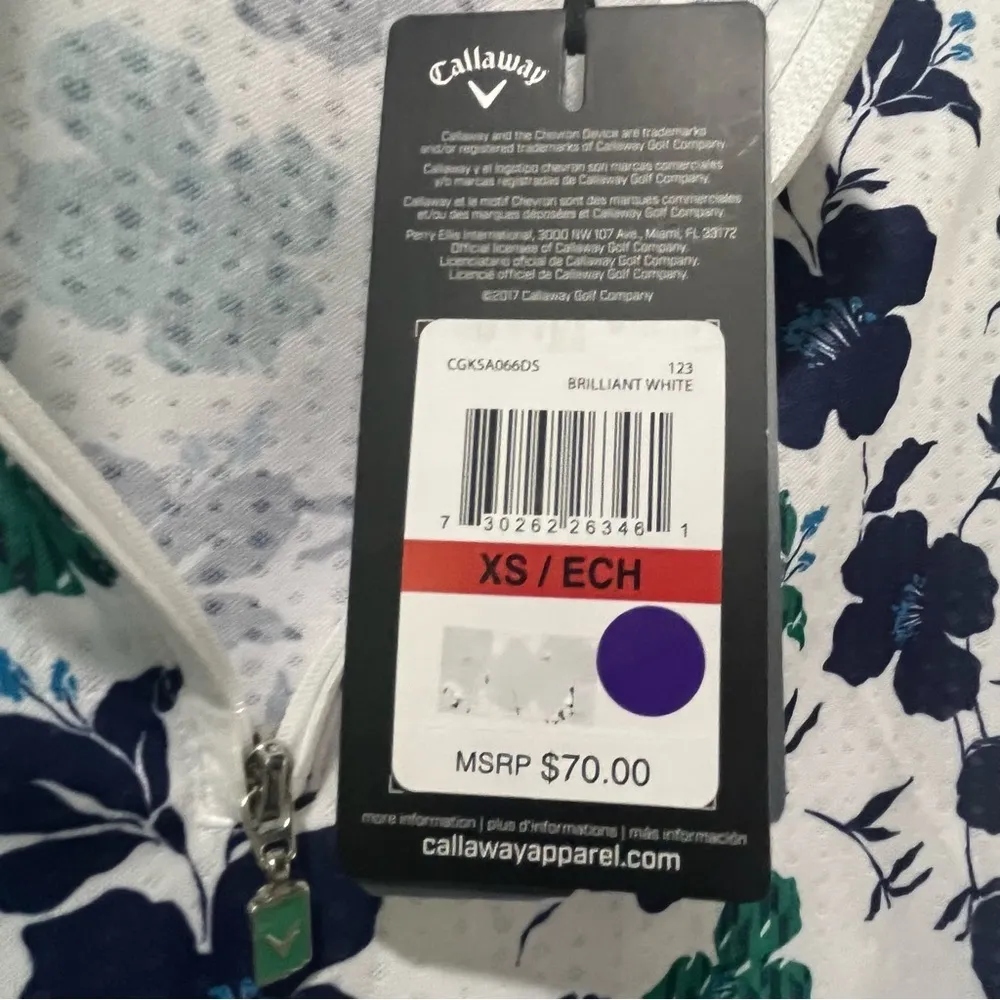 Callaway
Callaway and the Chevron Device are trademarks
and/or registered trademarks of Callaway Golf Company
Callaway y el logotipo chevron son marcas comerciales
y/o marcas registradas de Callaway Golf Company.
Callaway et le motif Chevron sont des marques commerciales
et/ou des marques déposées et Callaway Golf Company
Perry Ellis International, 3000 NW 107 Ave., Miami, FL 33172
Official licensee of Callaway Golf Company.
Licenciatario oficial de Callaway Golf Company.
Licencié officiel de Callaway Golf Company.
©2017 Callaway Golf Company
CGKSA066DS 123
BRILLIANT WHITE
7 30262 26346 1
XS / ECH
MSRP $70.00
more information | plus d'informations | más información
callawayapparel.com